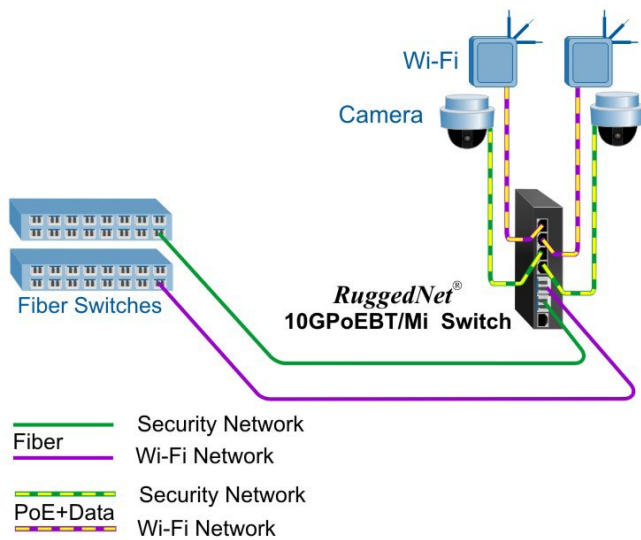 Wi-Fi
Camera
RuggedNet®
10GPoEBT/Mi Switch
Fiber Switches
Security Network
Fiber
Wi-Fi Network
Security Network
PoE+Data
Wi-Fi Network